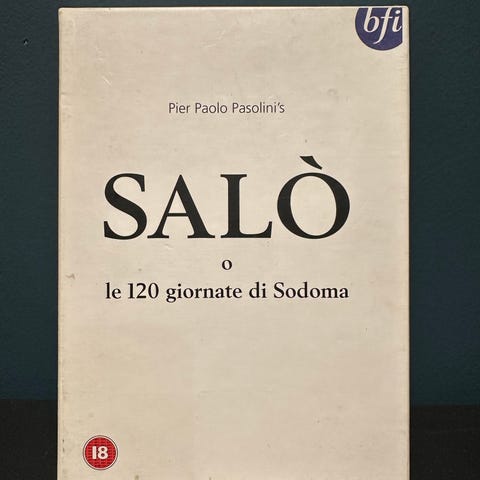 bfi
Pier Paolo Pasolini's
SALÒ
o
le 120 giornate di Sodoma
18